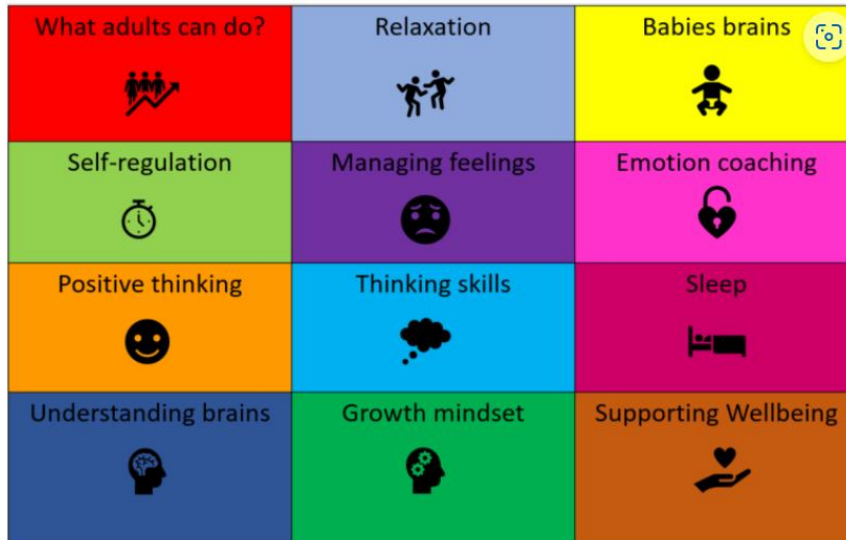 What adults can do?
Relaxation
Babies brains
Self-regulation
Managing feelings
Emotion coaching
Positive thinking
Thinking skills
Sleep
Understanding brains
Growth mindset
Supporting Wellbeing